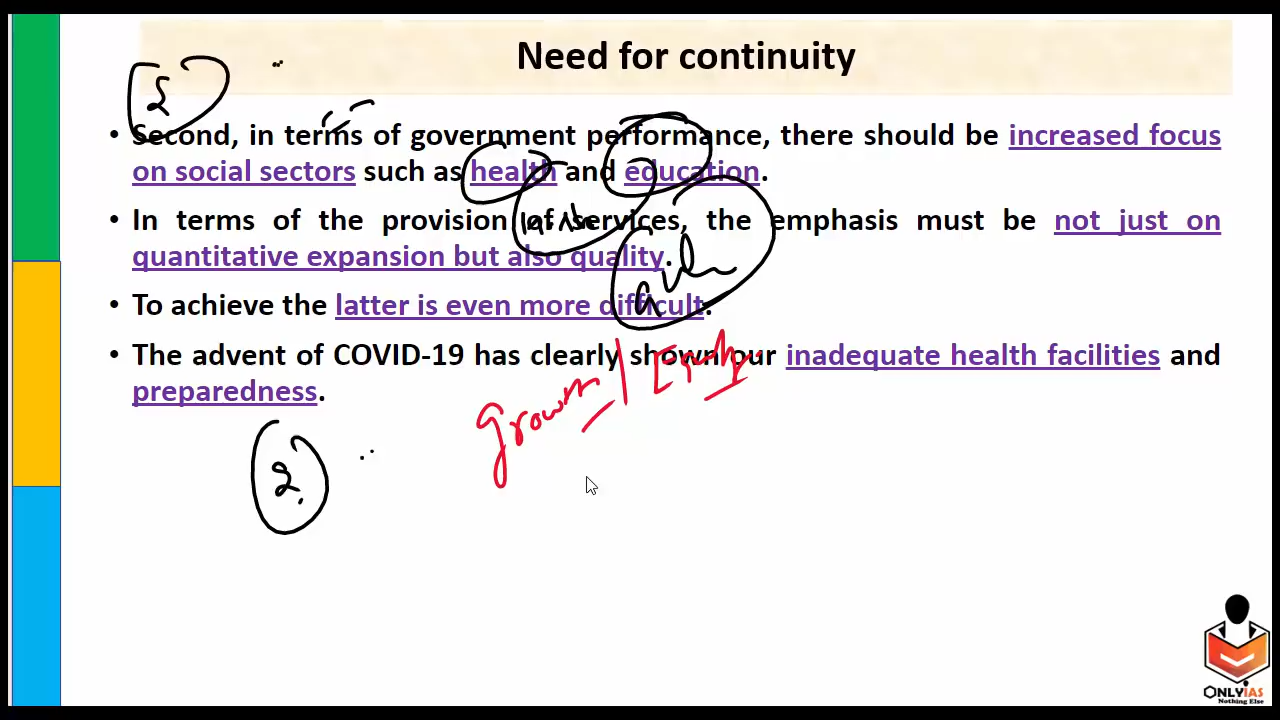 Need for continuity
• Second, in terms of government performance, there should be increased focus
on social sectors such as health and education.
• In terms of the provision of services, the emphasis must be not just on
quantitative expansion but also quality.
• To achieve the latter is even more difficult.
• The advent of COVID-19 has clearly shown our inadequate health facilities and
preparedness.
Growth /
2
ONLYIAS
Nothing Else